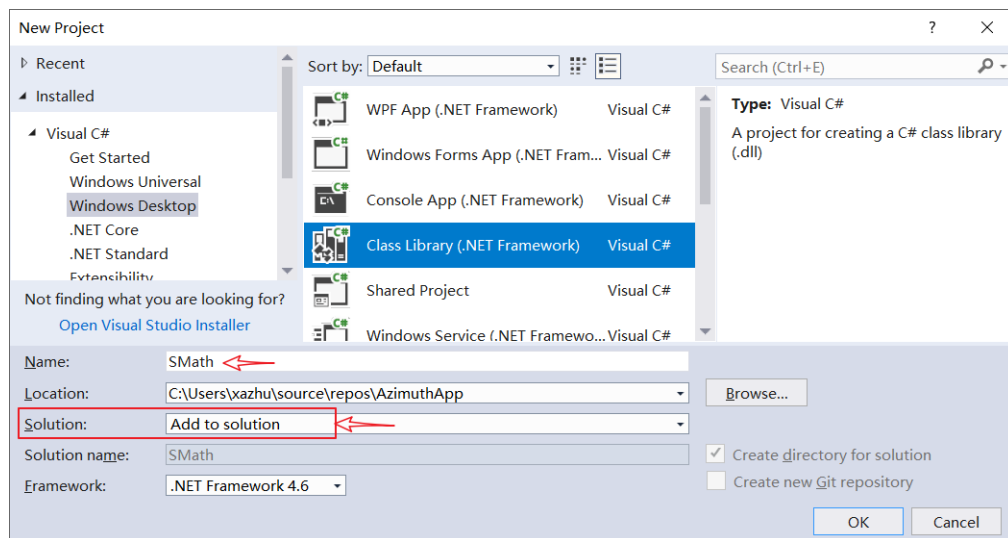 New Project
?
Recent
Installed
Visual C#
Get Started
Windows Universal
Windows Desktop
.NET Core
.NET Standard
Extensibility
Not finding what you are looking for?
Open Visual Studio Installer
Sort by: Default
C# WPF App (.NET Framework) Visual C#
C# Windows Forms App (.NET Fram... Visual C#
C# Console App (.NET Framework) Visual C#
C# Class Library (.NET Framework) Visual C#
C# Shared Project Visual C#
C# Windows Service (.NET Framewo... Visual C#
Search (Ctrl+E)
Type: Visual C#
A project for creating a C# class library
(.dll)
Name: SMath
Location: C:\Users\xazhu\source\repos\AzimuthApp Browse...
Solution: Add to solution
Solution name: SMath Create directory for solution
Framework: .NET Framework 4.6 Create new Git repository
OK Cancel